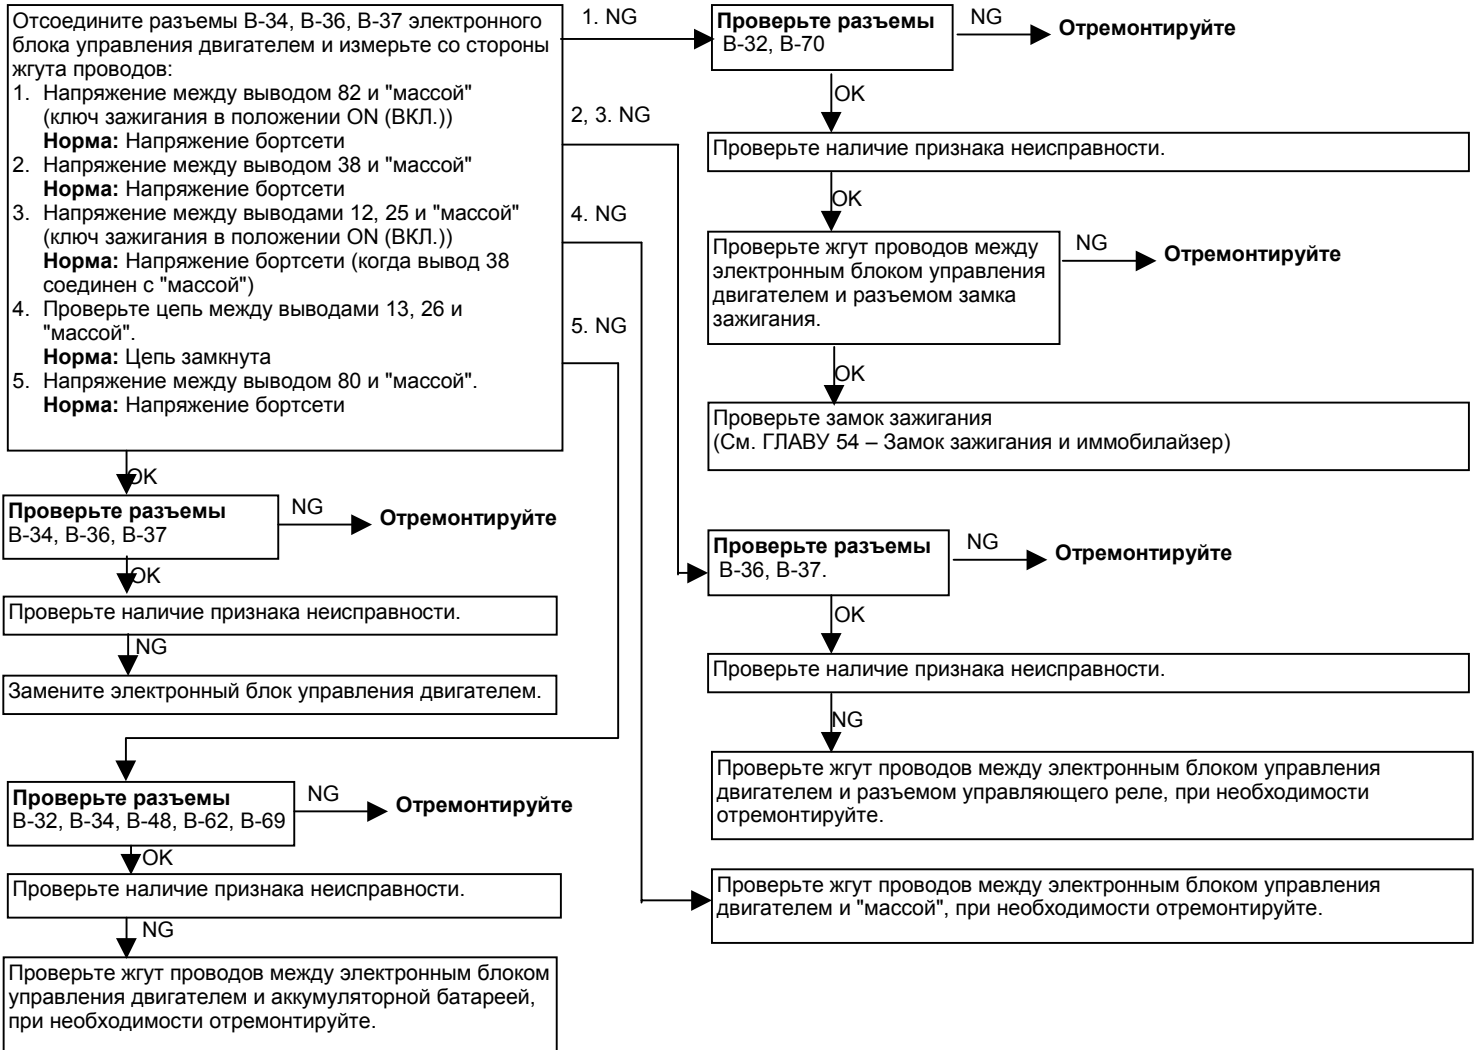 Отсоедините разъемы B-34, B-36, B-37 электронного
блока управления двигателем и измерьте со стороны
жгута проводов:
1. Напряжение между выводом 82 и "массой"
(ключ зажигания в положении ON (ВКЛ.))
Норма: Напряжение бортсети
2. Напряжение между выводом 38 и "массой"
Норма: Напряжение бортсети
3. Напряжение между выводами 12, 25 и "массой"
(ключ зажигания в положении ON (ВКЛ.))
Норма: Напряжение бортсети (когда вывод 38
соединен с "массой")
4. Проверьте цепь между выводами 13, 26 и
"массой".
Норма: Цепь замкнута
5. Напряжение между выводом 80 и "массой".
Норма: Напряжение бортсети
1. NG
2, 3. NG
4. NG
5. NG
OK
Проверьте разъемы
B-34, B-36, B-37
NG
Отремонтируйте
OK
Проверьте наличие признака неисправности.
NG
Замените электронный блок управления двигателем.
Проверьте разъемы
B-32, B-34, B-48, B-62, B-69
NG
Отремонтируйте
OK
Проверьте наличие признака неисправности.
NG
Проверьте жгут проводов между электронным блоком
управления двигателем и аккумуляторной батареей,
при необходимости отремонтируйте.
Проверьте разъемы
B-32, B-70
NG
Отремонтируйте
OK
Проверьте наличие признака неисправности.
OK
Проверьте жгут проводов между
электронным блоком управления
двигателем и разъемом замка
зажигания.
NG
Отремонтируйте
OK
Проверьте замок зажигания
(См. ГЛАВУ 54 – Замок зажигания и иммобилайзер)
Проверьте разъемы
B-36, B-37.
NG
Отремонтируйте
OK
Проверьте наличие признака неисправности.
NG
Проверьте жгут проводов между электронным блоком управления
двигателем и разъемом управляющего реле, при необходимости
отремонтируйте.
Проверьте жгут проводов между электронным блоком управления
двигателем и "массой", при необходимости отремонтируйте.